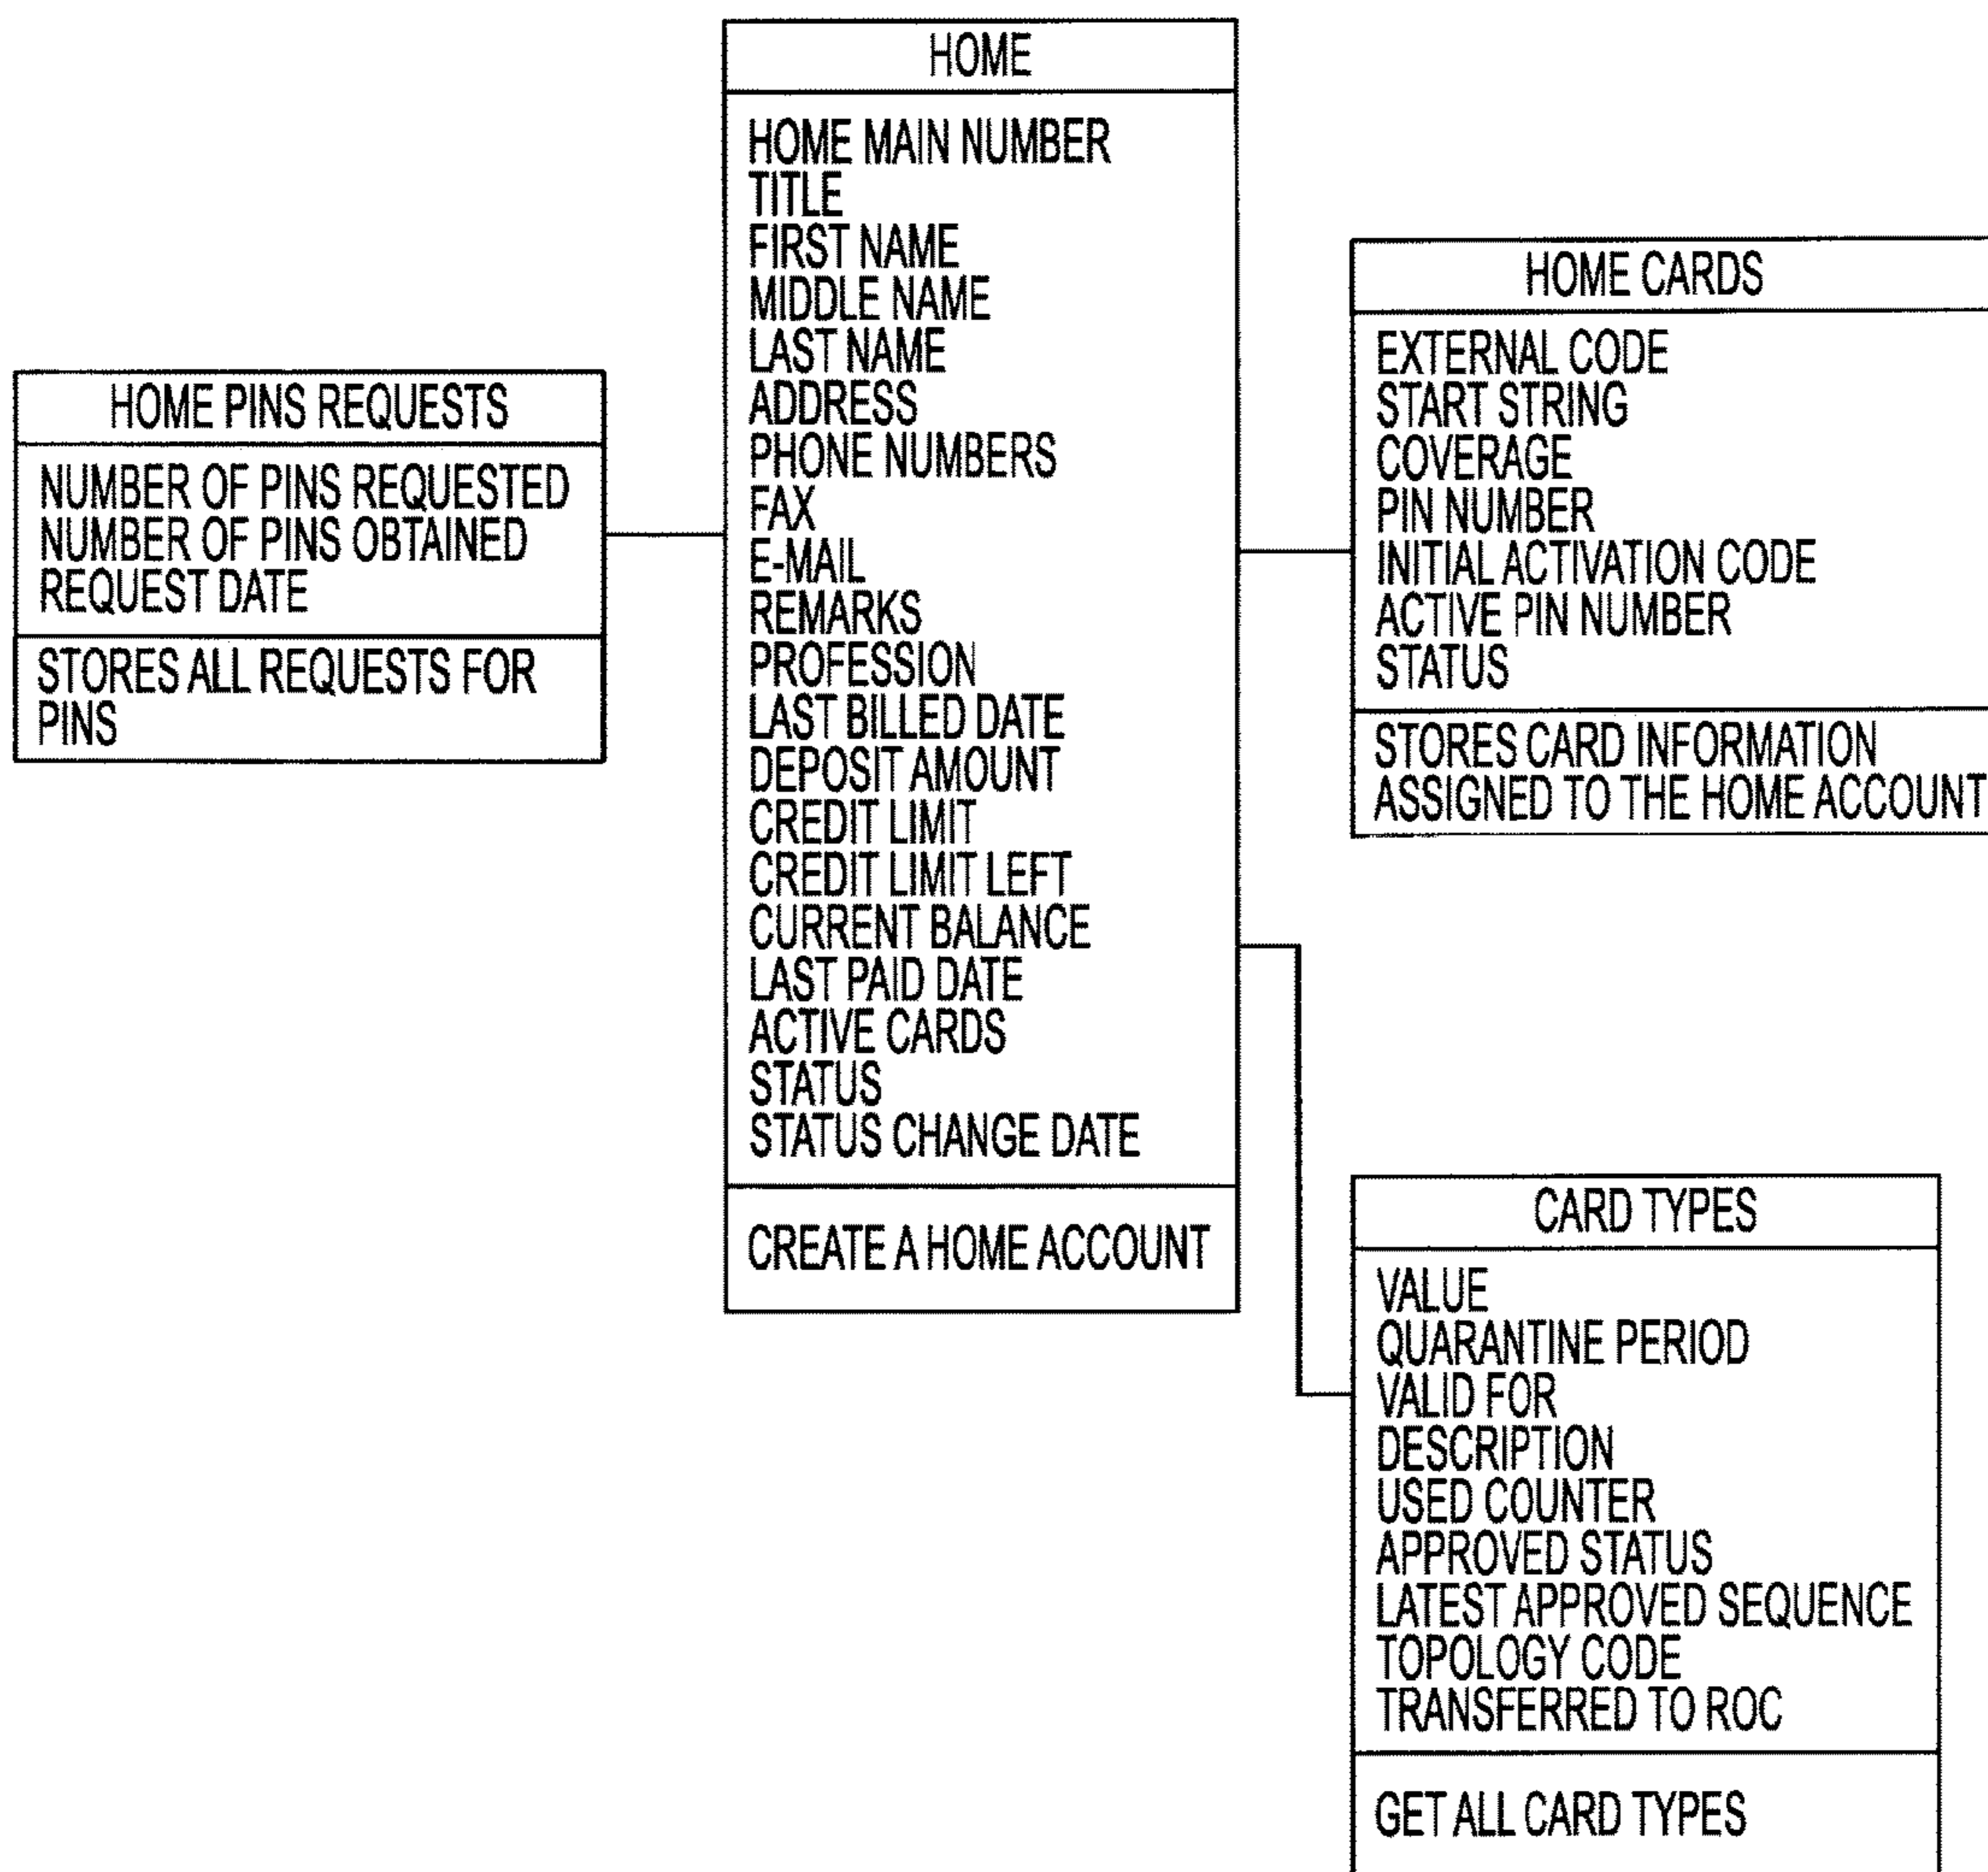 HOME
HOME MAIN NUMBER
TITLE
FIRST NAME
MIDDLE NAME
LAST NAME
ADDRESS
PHONE NUMBERS
FAX
E-MAIL
REMARKS
PROFESSION
LAST BILLED DATE
DEPOSIT AMOUNT
CREDIT LIMIT
CREDIT LIMIT LEFT
CURRENT BALANCE
LAST PAID DATE
ACTIVE CARDS
STATUS
STATUS CHANGE DATE
CREATE A HOME ACCOUNT
HOME PINS REQUESTS
NUMBER OF PINS REQUESTED
NUMBER OF PINS OBTAINED
REQUEST DATE
STORES ALL REQUESTS FOR
PINS
HOME CARDS
EXTERNAL CODE
START STRING
COVERAGE
PIN NUMBER
INITIAL ACTIVATION CODE
ACTIVE PIN NUMBER
STATUS
STORES CARD INFORMATION
ASSIGNED TO THE HOME ACCOUNT
CARD TYPES
VALUE
QUARANTINE PERIOD
VALID FOR
DESCRIPTION
USED COUNTER
APPROVED STATUS
LATEST APPROVED SEQUENCE
TOPOLOGY CODE
TRANSFERRED TO ROC
GET ALL CARD TYPES